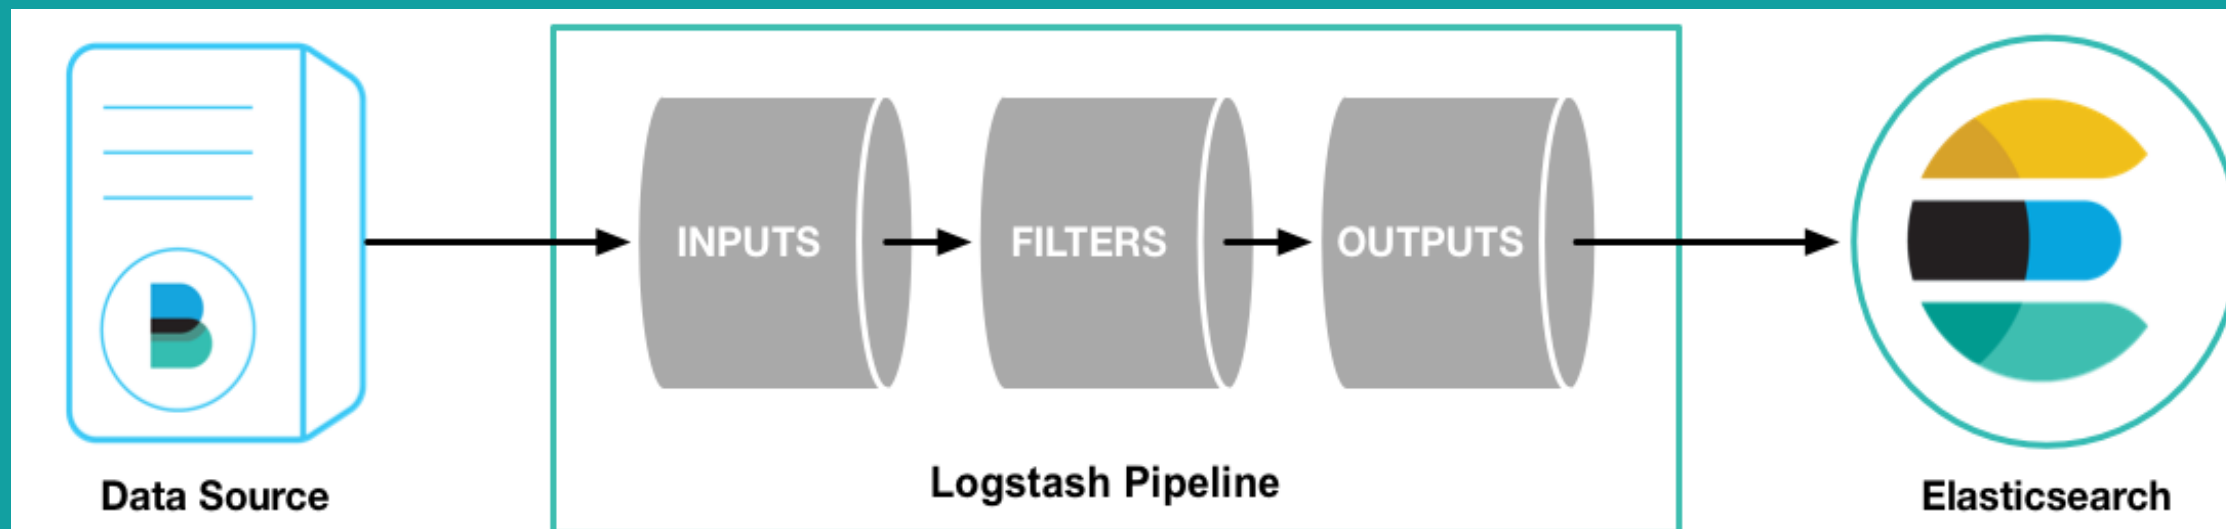 INPUTS
FILTERS
OUTPUTS
Data Source
Logstash Pipeline
Elasticsearch